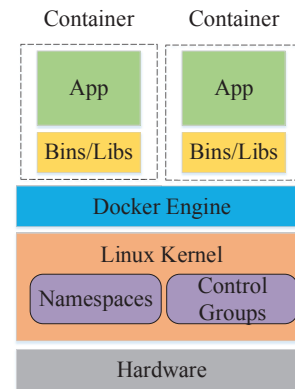 Container Container
App App
Bins/Libs Bins/Libs
Docker Engine
Linux Kernel
Namespaces
Control
Groups
Hardware